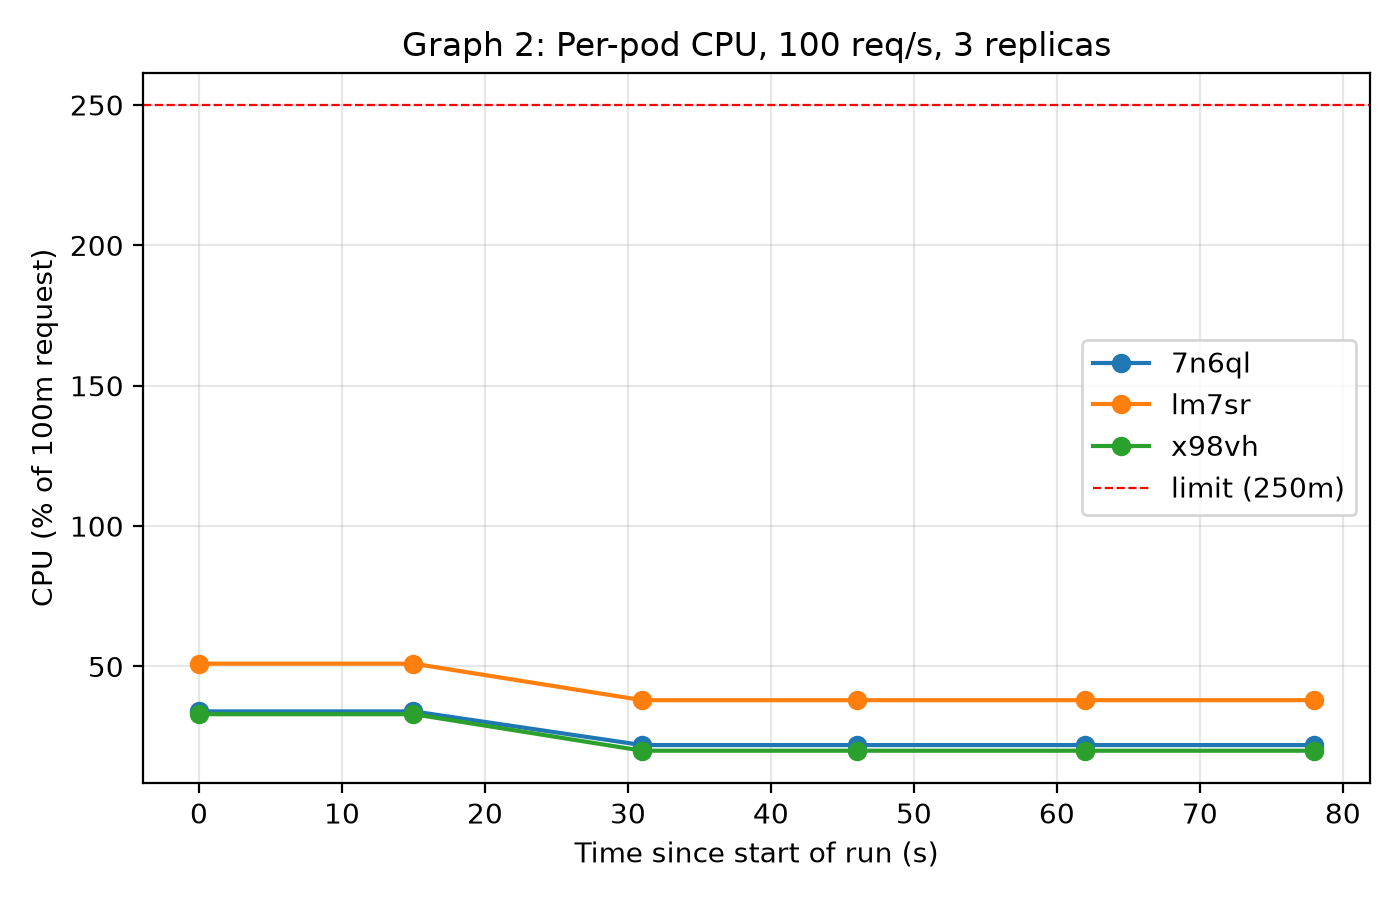 Graph 2: Per-pod CPU, 100 req/s, 3 replicas
CPU (% of 100m request)
250
200
150
100
50
7n6ql
lm7sr
x98vh
limit (250m)
0 10 20 30 40 50 60 70 80
Time since start of run (s)